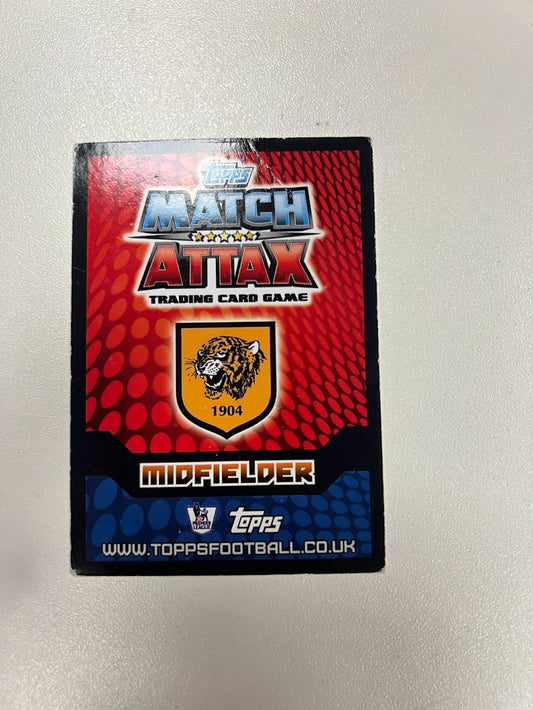 Topps
MATCH
ATTAX
TRADING CARD GAME
1904
MIDFIELDER
Topps
WWW.TOPPSFOOTBALL.CO.UK